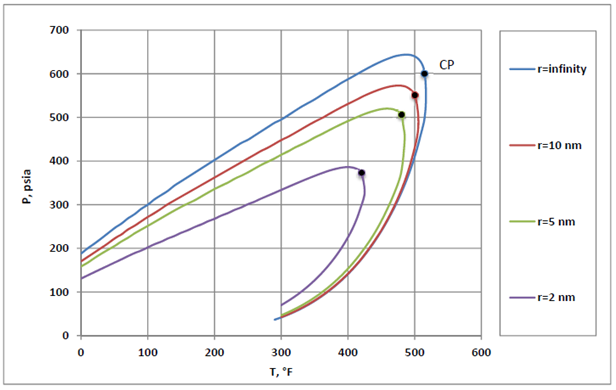 700
600
500
400
300
200
100
0
P, psia
0 100 200 300 400 500 600
T, °F
CP
r=infinity
r=10 nm
r=5 nm
r=2 nm